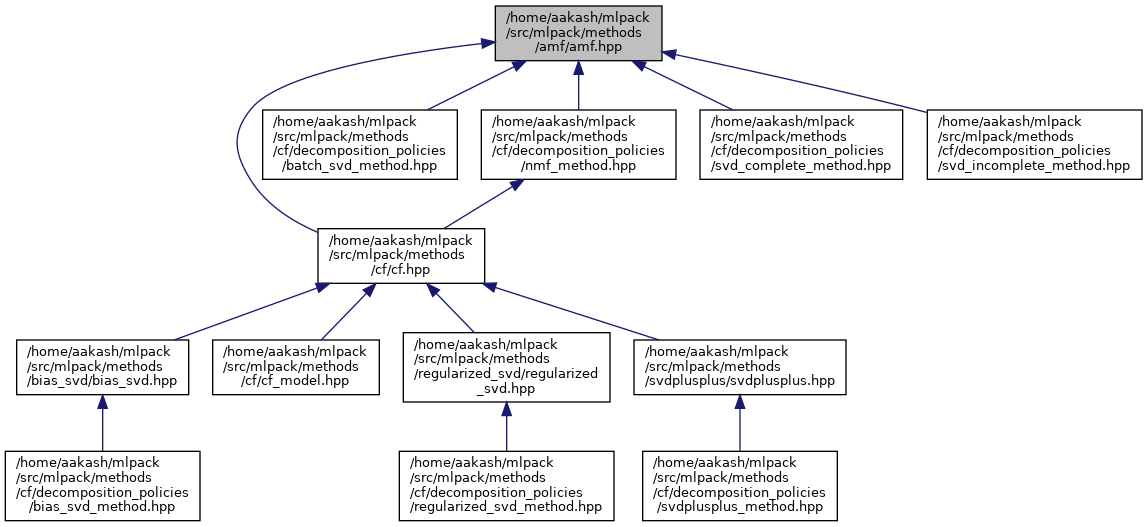 /home/aakash/mlpack
/src/mlpack/methods
/amf/amf.hpp
/home/aakash/mlpack
/src/mlpack/methods
/cf/decomposition_policies
/batch_svd_method.hpp
/home/aakash/mlpack
/src/mlpack/methods
/cf/decomposition_policies
/nmf_method.hpp
/home/aakash/mlpack
/src/mlpack/methods
/cf/decomposition_policies
/svd_complete_method.hpp
/home/aakash/mlpack
/src/mlpack/methods
/cf/decomposition_policies
/svd_incomplete_method.hpp
/home/aakash/mlpack
/src/mlpack/methods
/cf/cf.hpp
/home/aakash/mlpack
/src/mlpack/methods
/bias_svd/bias_svd.hpp
/home/aakash/mlpack
/src/mlpack/methods
/cf/cf_model.hpp
/home/aakash/mlpack
/src/mlpack/methods
/regularized_svd/regularized
_svd.hpp
/home/aakash/mlpack
/src/mlpack/methods
/svdplusplus/svdplusplus.hpp
/home/aakash/mlpack
/src/mlpack/methods
/cf/decomposition_policies
/bias_svd_method.hpp
/home/aakash/mlpack
/src/mlpack/methods
/cf/decomposition_policies
/regularized_svd_method.hpp
/home/aakash/mlpack
/src/mlpack/methods
/cf/decomposition_policies
/svdplusplus_method.hpp